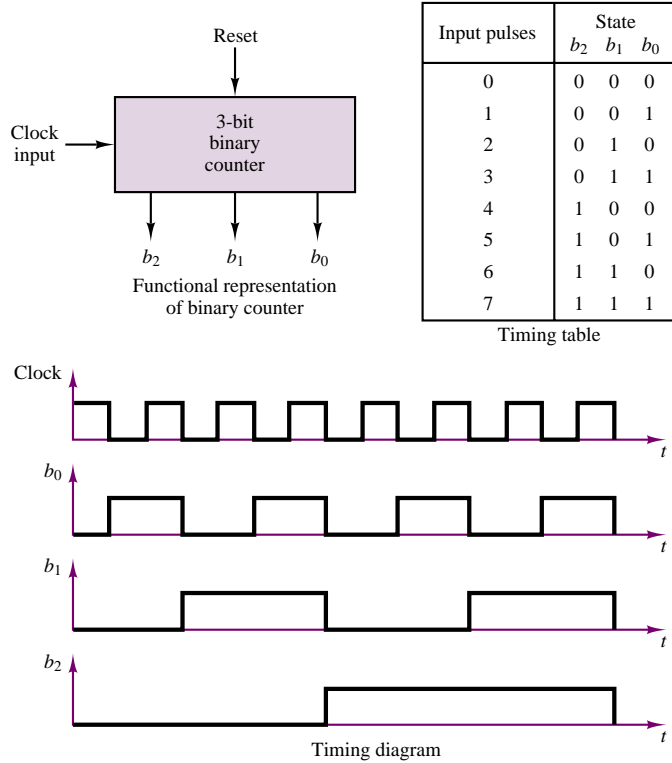 Reset
Clock
input
3-bit
binary
counter
b2 b1 b0
Functional representation
of binary counter
Input pulses State
b2 b1 b0
0 0 0 0
1 0 0 1
2 0 1 0
3 0 1 1
4 1 0 0
5 1 0 1
6 1 1 0
7 1 1 1
Timing table
Clock
t
b0
t
b1
t
b2
t
Timing diagram